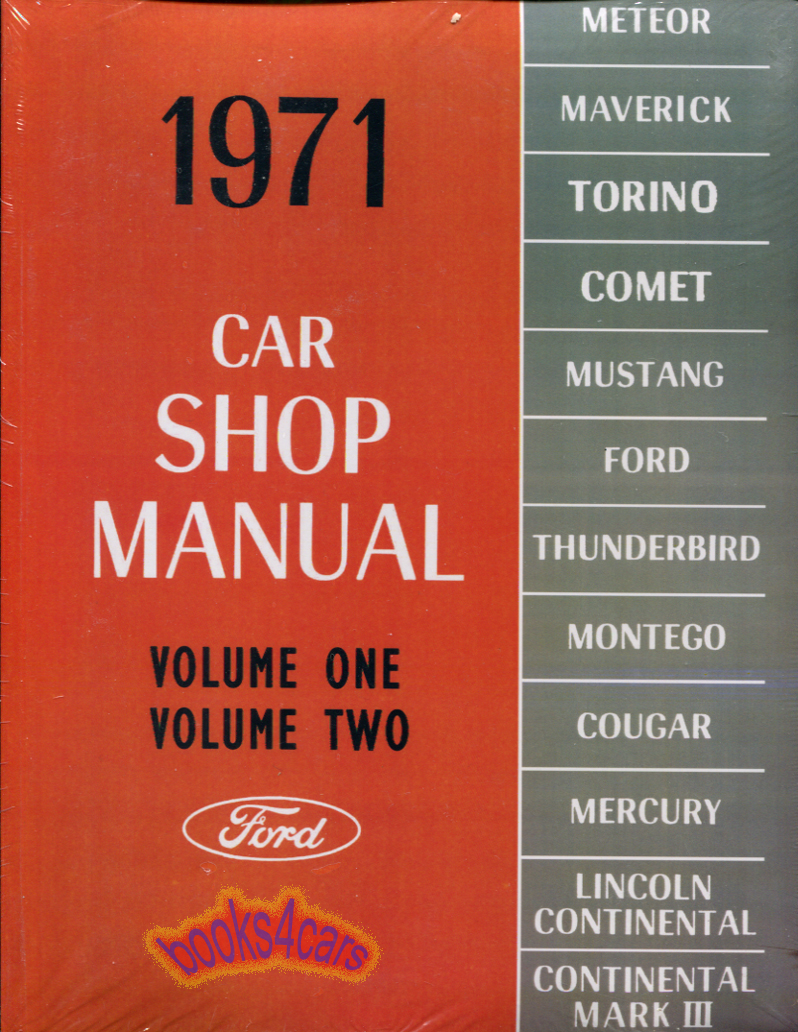 1971
CAR
SHOP
MANUAL
VOLUME ONE
VOLUME TWO
Ford
books4cars
METEOR
MAVERICK
TORINO
COMET
MUSTANG
FORD
THUNDERBIRD
MONTEGO
COUGAR
MERCURY
LINCOLN
CONTINENTAL
CONTINENTAL
MARK III